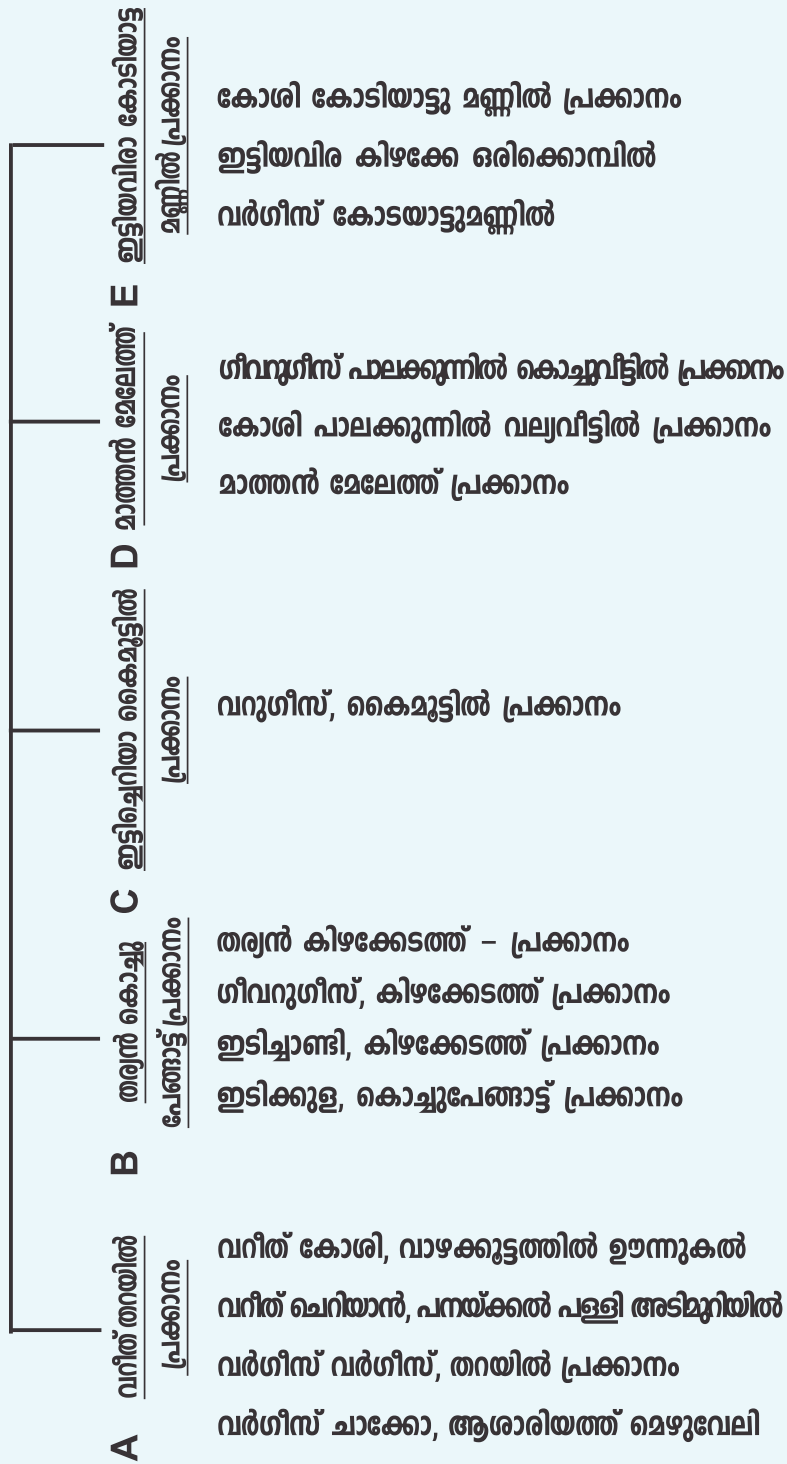 E ഇട്ടിയവിരാ കോടിയാട്ട
മണ്ണിൽ പ്രക്കാനം
കോശി കോടിയാട്ടു മണ്ണിൽ പ്രക്കാനം
ഇട്ടിയവിര കിഴക്കേ ഒരിക്കൊമ്പിൽ
വർഗീസ് കോടയാട്ടുമണ്ണിൽ
D മാത്തൻ മേലേത്ത്
പ്രക്കാനം
ഗീവറുഗീസ് പാലക്കുന്നിൽ കൊച്ചുവീട്ടിൽ പ്രക്കാനം
കോശി പാലക്കുന്നിൽ വല്യവീട്ടിൽ പ്രക്കാനം
മാത്തൻ മേലേത്ത് പ്രക്കാനം
C ഇട്ടിച്ചെറിയാ കൈമൂട്ടിൽ
പ്രക്കാനം
വറുഗീസ്, കൈമൂട്ടിൽ പ്രക്കാനം
B തര്യൻ കൊച്ചു
പേങ്ങാട്ട് പ്രക്കാനം
തര്യൻ കിഴക്കേടത്ത് – പ്രക്കാനം
ഗീവറുഗീസ്, കിഴക്കേടത്ത് പ്രക്കാനം
ഇടിച്ചാണ്ടി, കിഴക്കേടത്ത് പ്രക്കാനം
ഇടിക്കുള, കൊച്ചുപേങ്ങാട്ട് പ്രക്കാനം
A വറീത് തറയിൽ
പ്രക്കാനം
വറീത് കോശി, വാഴക്കൂട്ടത്തിൽ ഊന്നുകൽ
വറീത് ചെറിയാൻ, പനയ്ക്കൽ പള്ളി അടിമുറിയിൽ
വർഗീസ് വർഗീസ്, തറയിൽ പ്രക്കാനം
വർഗീസ് ചാക്കോ, ആശാരിയത്ത് മെഴുവേലി